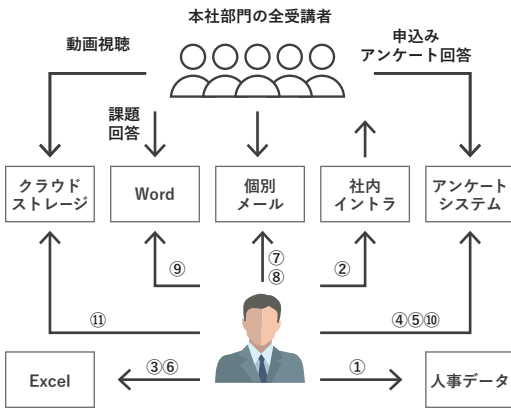 本社部門の全受講者
動画視聴
申込み
アンケート回答
課題
回答
クラウド
ストレージ
Word
個別
メール
社内
イントラ
アンケート
システム
⑨
⑦
⑧
②
⑪
④⑤⑩
Excel
③⑥
①
人事データ